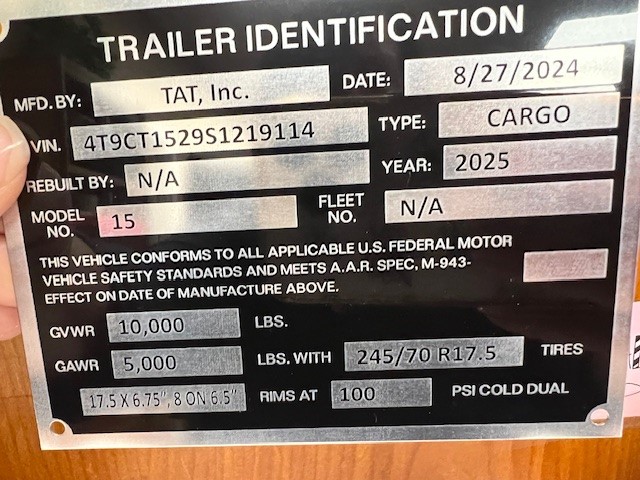 TRAILER IDENTIFICATION
MFD. BY: TAT, Inc. DATE: 8/27/2024
VIN. 4T9CT1529S1219114 TYPE: CARGO
REBUILT BY: N/A YEAR: 2025
MODEL NO. 15 FLEET NO. N/A
THIS VEHICLE CONFORMS TO ALL APPLICABLE U.S. FEDERAL MOTOR
VEHICLE SAFETY STANDARDS AND MEETS A.A.R. SPEC, M-943-
EFFECT ON DATE OF MANUFACTURE ABOVE.
GVWR 10,000 LBS.
GAWR 5,000 LBS. WITH 245/70 R17.5 TIRES
17.5 X 6.75", 8 ON 6.5" RIMS AT 100 PSI COLD DUAL